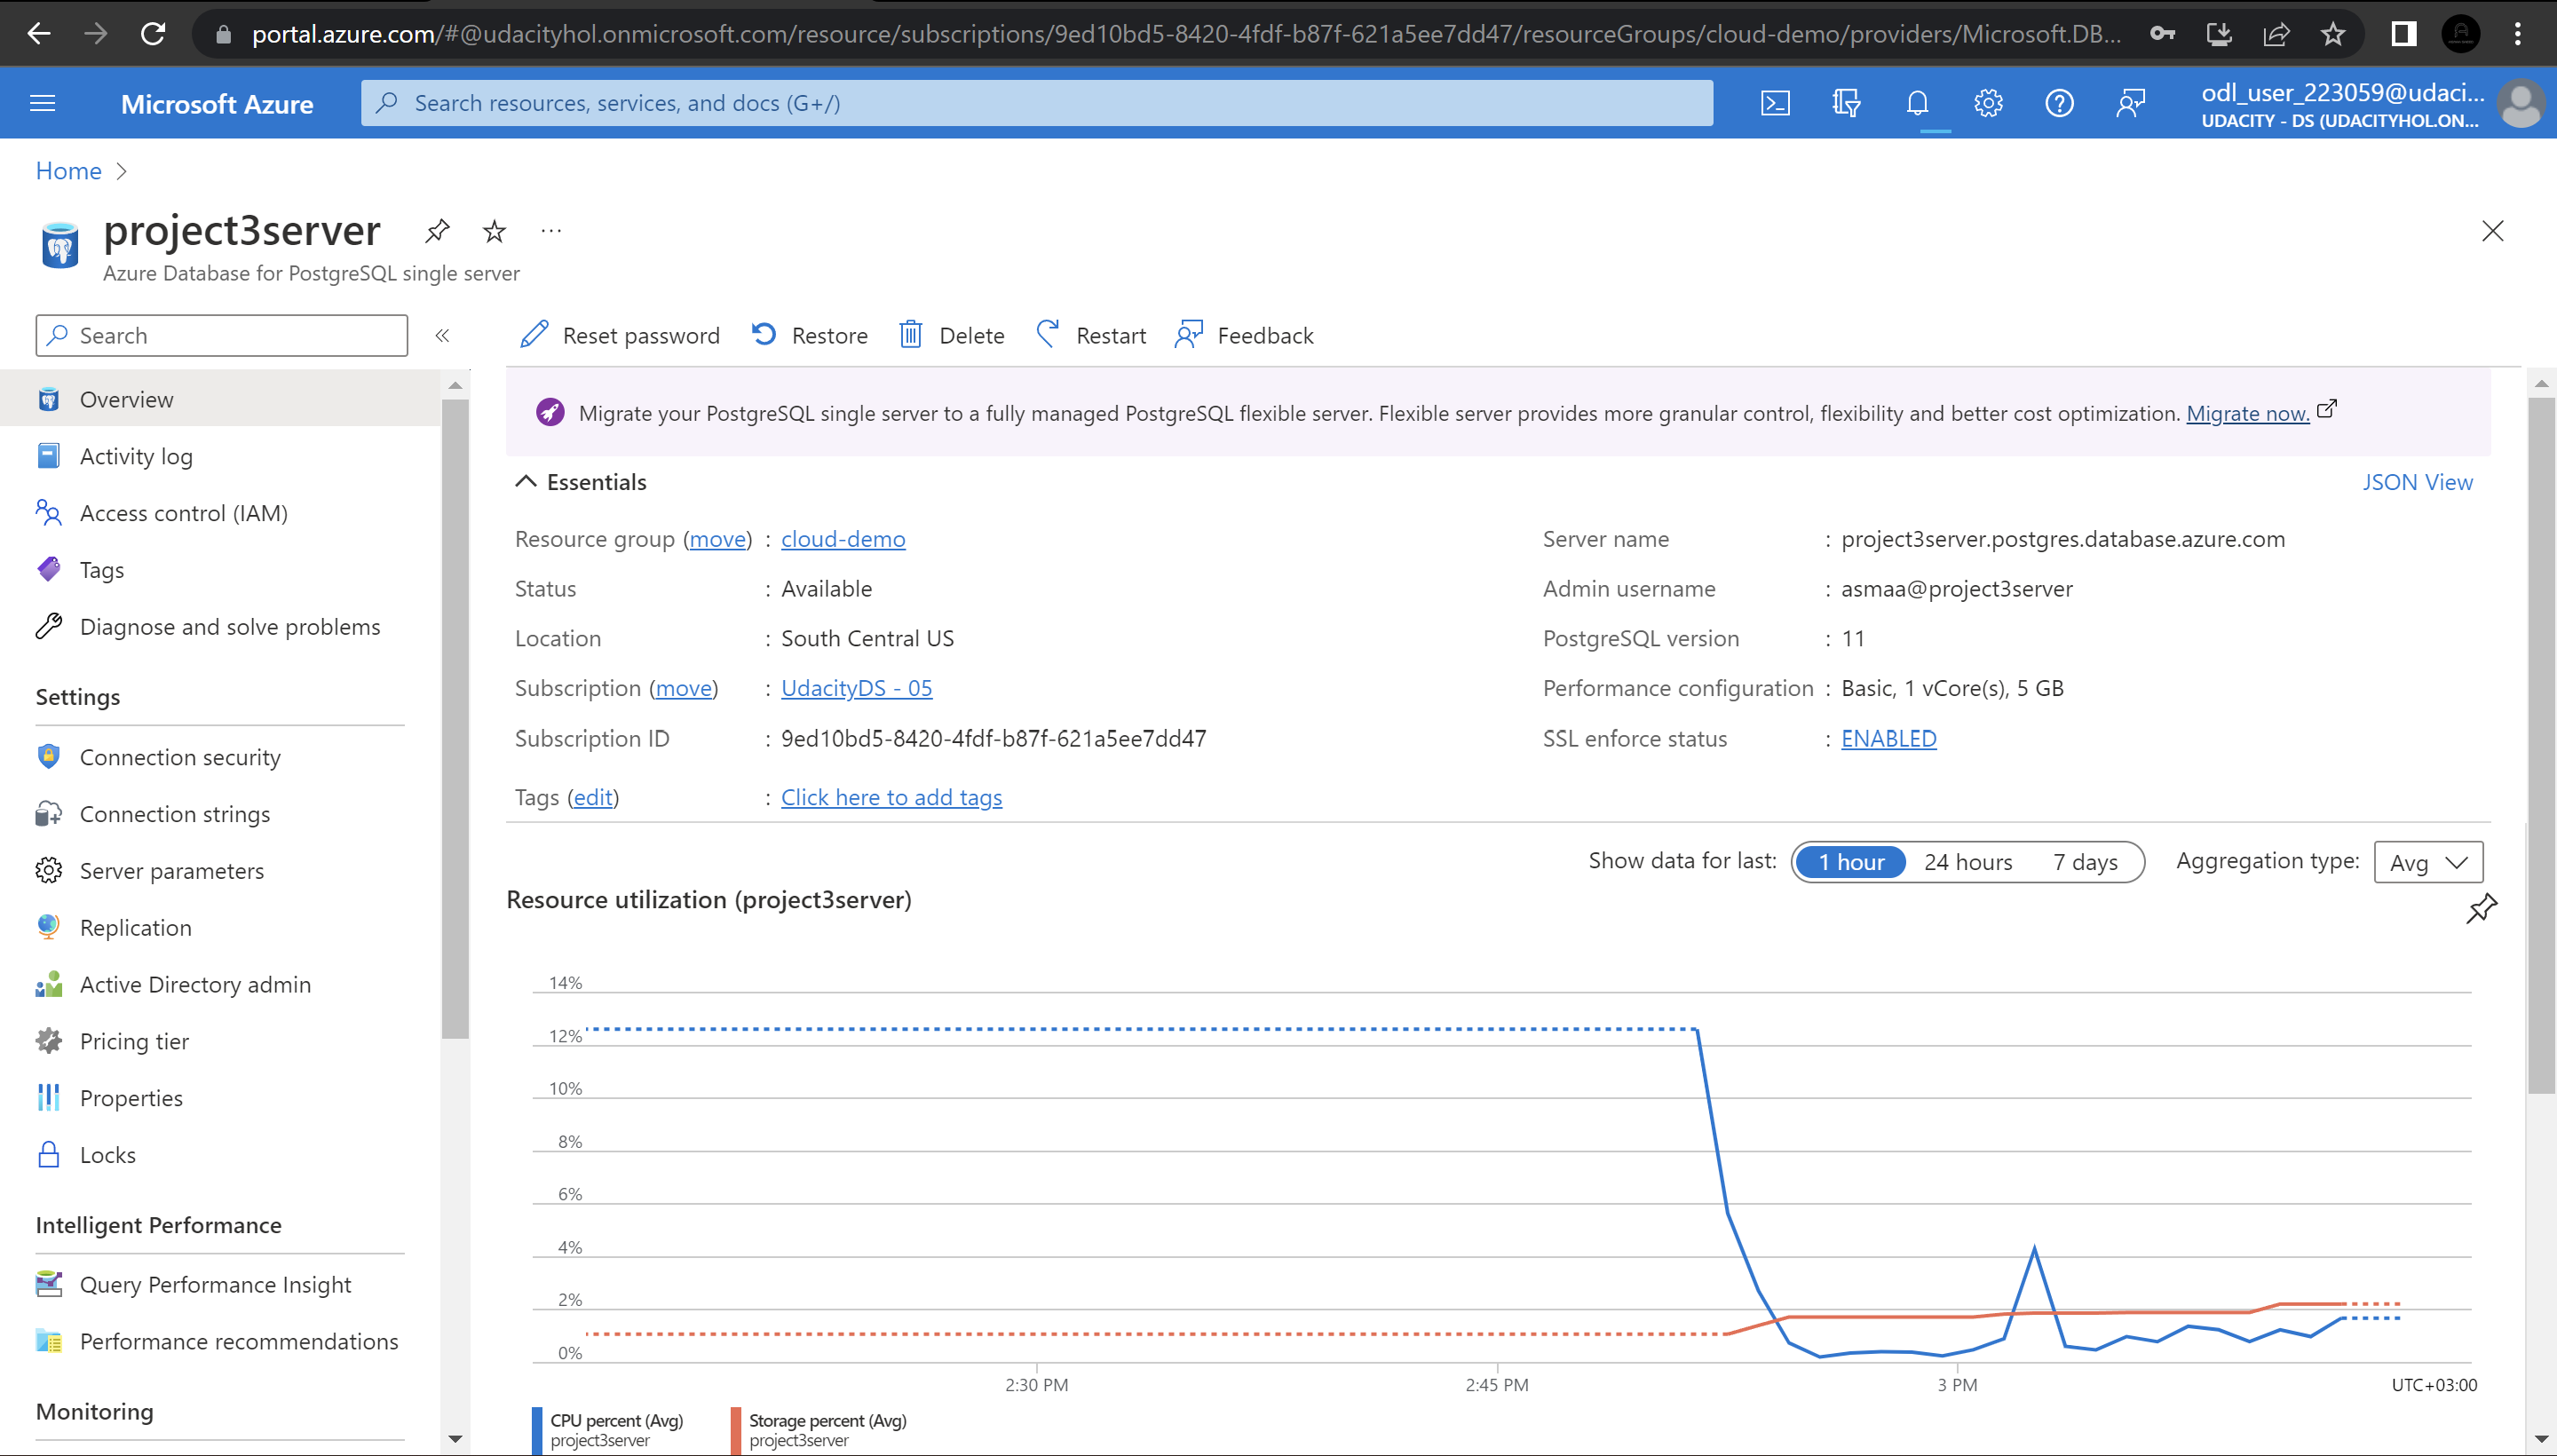 portal.azure.com/#@udacityhol.onmicrosoft.com/resource/subscriptions/9ed10bd5-8420-4fdf-b87f-621a5ee7dd47/resourceGroups/cloud-demo/providers/Microsoft.DB...
Microsoft Azure
Search resources, services, and docs (G+/)
odl_user_223059@udaci...
UDACITY - DS (UDACITYHOL.ON...
Home
project3server
Azure Database for PostgreSQL single server
Search
Reset password
Restore
Delete
Restart
Feedback
Overview
Activity log
Access control (IAM)
Tags
Diagnose and solve problems
Settings
Connection security
Connection strings
Server parameters
Replication
Active Directory admin
Pricing tier
Properties
Locks
Intelligent Performance
Query Performance Insight
Performance recommendations
Monitoring
Migrate your PostgreSQL single server to a fully managed PostgreSQL flexible server. Flexible server provides more granular control, flexibility and better cost optimization. Migrate now.
Essentials
JSON View
Resource group (move) : cloud-demo
Status : Available
Location : South Central US
Subscription (move) : UdacityDS - 05
Subscription ID : 9ed10bd5-8420-4fdf-b87f-621a5ee7dd47
Tags (edit) : Click here to add tags
Server name : project3server.postgres.database.azure.com
Admin username : asmaa@project3server
PostgreSQL version : 11
Performance configuration : Basic, 1 vCore(s), 5 GB
SSL enforce status : ENABLED
Show data for last: 1 hour 24 hours 7 days Aggregation type: Avg
Resource utilization (project3server)
14%
12%
10%
8%
6%
4%
2%
0%
2:30 PM 2:45 PM 3 PM UTC+03:00
CPU percent (Avg)
project3server
Storage percent (Avg)
project3server